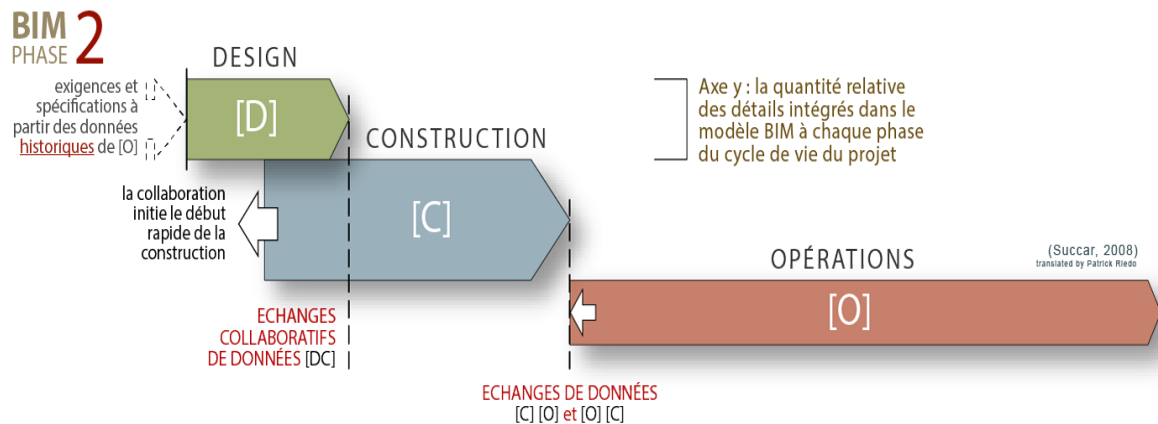 BIM
PHASE 2
DESIGN
exigences et
spécifications à
partir des données
historiques de [O]
[D]
Axe y : la quantité relative
des détails intégrés dans le
modèle BIM à chaque phase
du cycle de vie du projet
CONSTRUCTION
la collaboration
initie le début
rapide de la
construction
[C]
OPÉRATIONS
(Succar, 2008)
translated by Patrick Riedo
[O]
ECHANGES
COLLABORATIFS
DE DONNÉES [DC]
ECHANGES DE DONNÉES
[C] [O] et [O] [C]